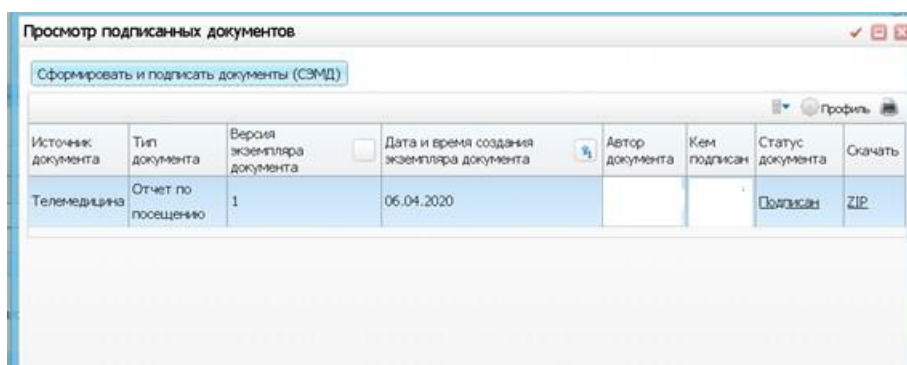 Просмотр подписанных документов
Сформировать и подписать документы (СЭМД)
Профиль
Источник
документа
Тип
документа
Версия
экземпляра
документа
Дата и время создания
экземпляра документа
Автор
документа
Кем
подписан
Статус
документа
Скачать
Телемедицина
Отчет по
посещению
1
06.04.2020
Подписан
ZIP